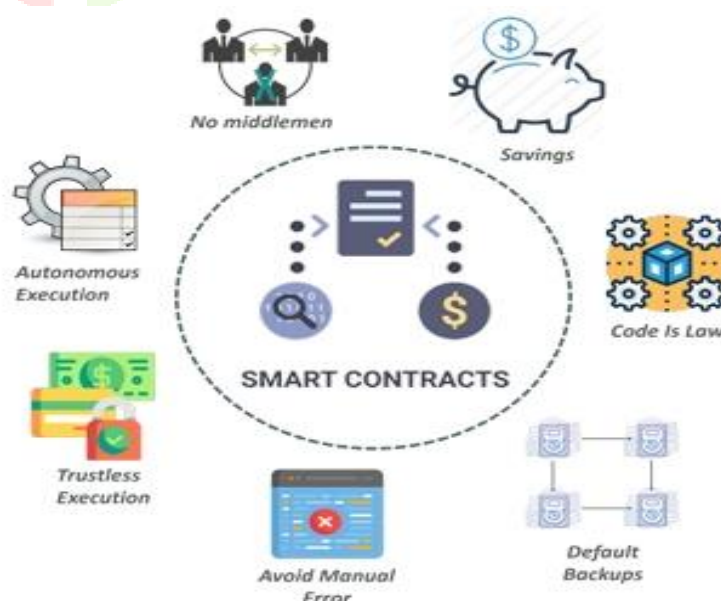 No middlemen
Savings
Autonomous
Execution
$
Code Is Law
SMART CONTRACTS
Trustless
Execution
Avoid Manual
Error
Default
Backups